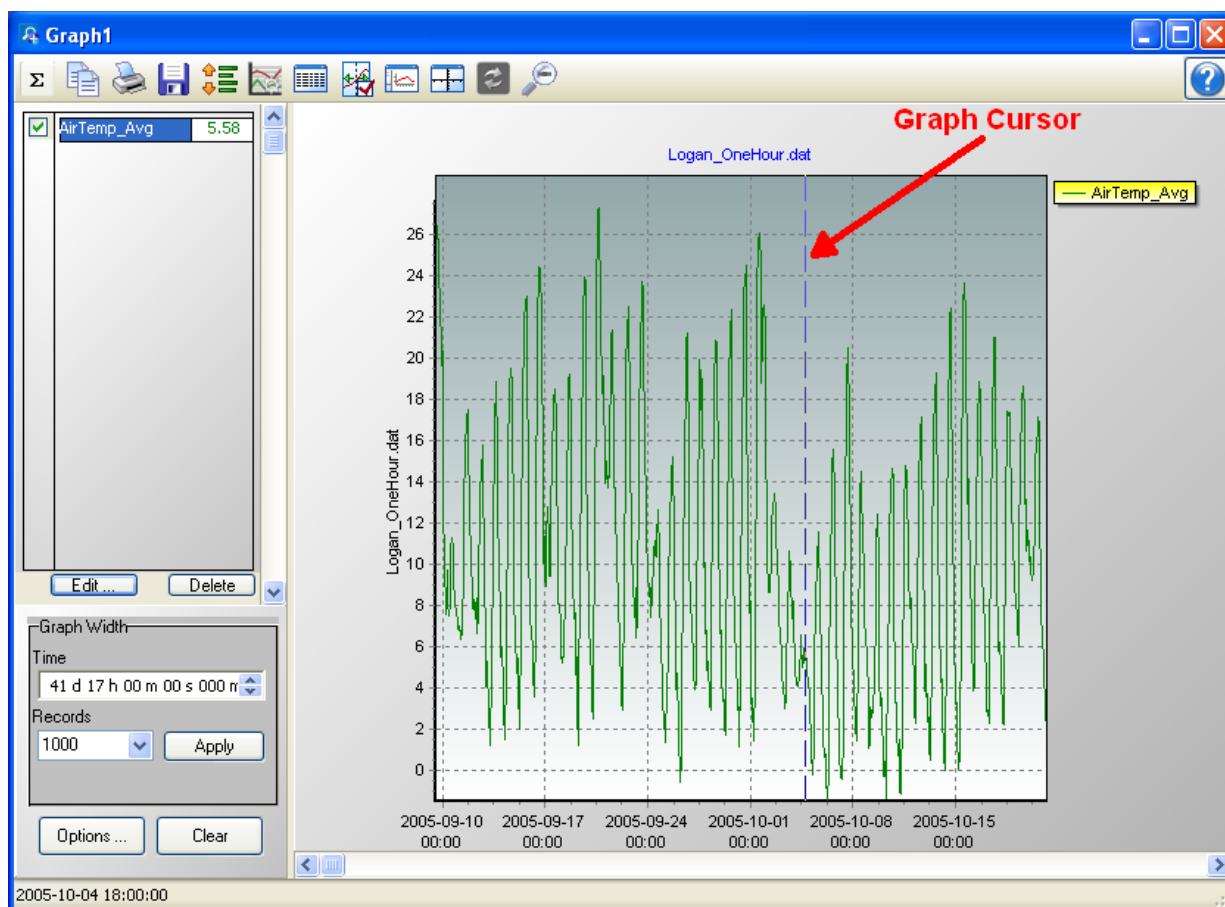 Graph1
Σ
?
AirTemp_Avg 5.58
Edit ... Delete
Graph Width
Time
41 d 17 h 00 m 00 s 000 m
Records
1000 Apply
Options ... Clear
Graph Cursor
Logan_OneHour.dat
AirTemp_Avg
Logan_OneHour.dat
26
24
22
20
18
16
14
12
10
8
6
4
2
0
2005-09-10 2005-09-17 2005-09-24 2005-10-01 2005-10-08 2005-10-15
00:00 00:00 00:00 00:00 00:00 00:00
2005-10-04 18:00:00